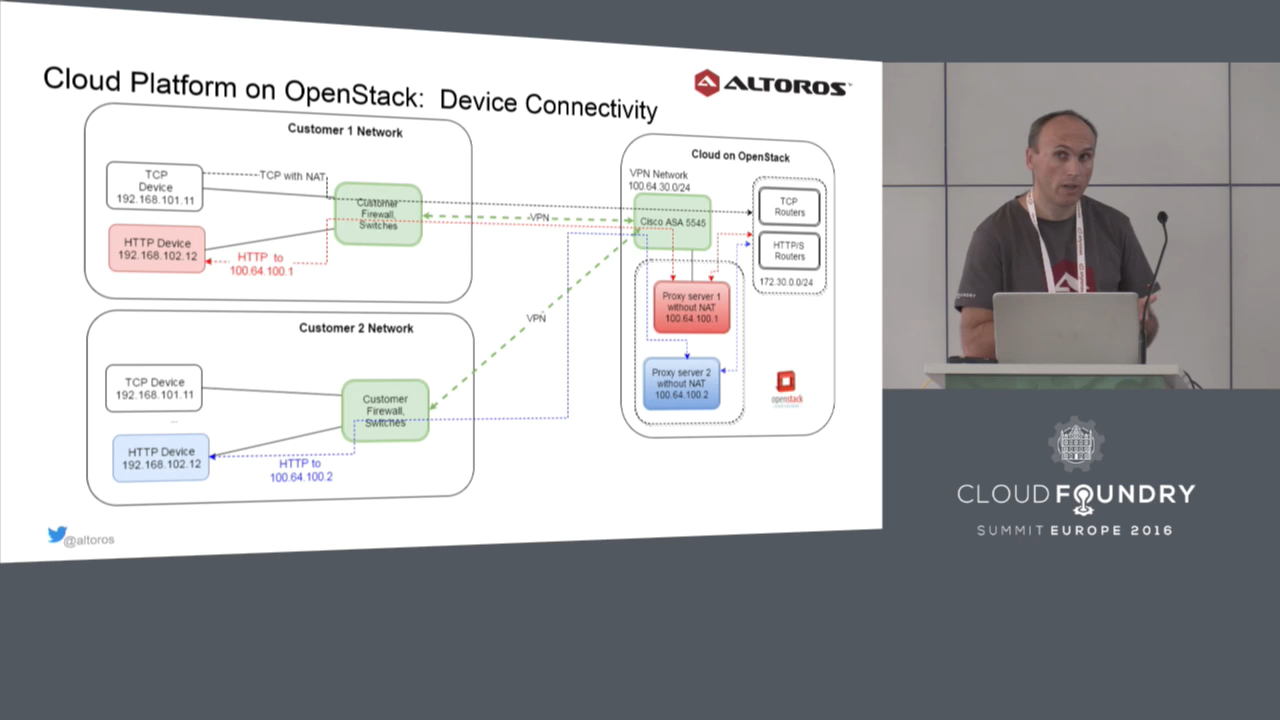 Cloud Platform on OpenStack: Device Connectivity
ALTOROS
Customer 1 Network
TCP
Device
192.168.101.11
TCP with NAT
HTTP Device
192.168.102.12
HTTP to
100.64.100.1
Customer
Firewall,
Switches
VPN
Customer 2 Network
TCP Device
192.168.101.11
...
HTTP Device
192.168.102.12
HTTP to
100.64.100.2
Customer
Firewall,
Switches
VPN
Cloud on OpenStack
VPN Network
100.64.30.0/24
Cisco ASA 5545
TCP
Routers
HTTP/S
Routers
172.30.0.0/24
Proxy server 1
without NAT
100.64.100.1
Proxy server 2
without NAT
100.64.100.2
openstack
@altoros
CLOUD FOUNDRY
SUMMIT EUROPE 2016